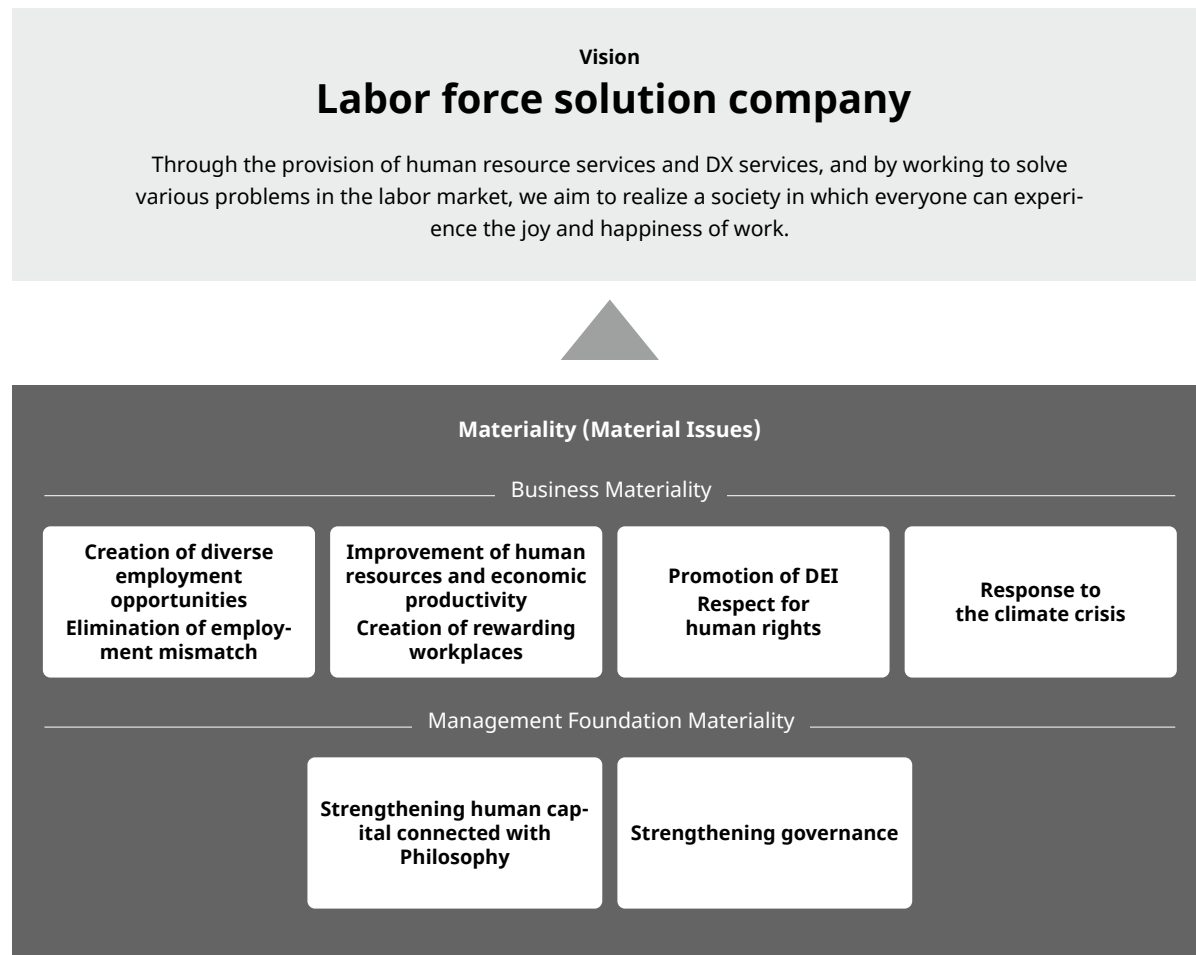 Vision
Labor force solution company
Through the provision of human resource services and DX services, and by working to solve
various problems in the labor market, we aim to realize a society in which everyone can experi-
ence the joy and happiness of work.
Materiality (Material Issues)
Business Materiality
Creation of diverse
employment
opportunities
Elimination of employ-
ment mismatch
Improvement of human
resources and economic
productivity
Creation of rewarding
workplaces
Promotion of DEI
Respect for
human rights
Response to
the climate crisis
Management Foundation Materiality
Strengthening human cap-
ital connected with
Philosophy
Strengthening governance